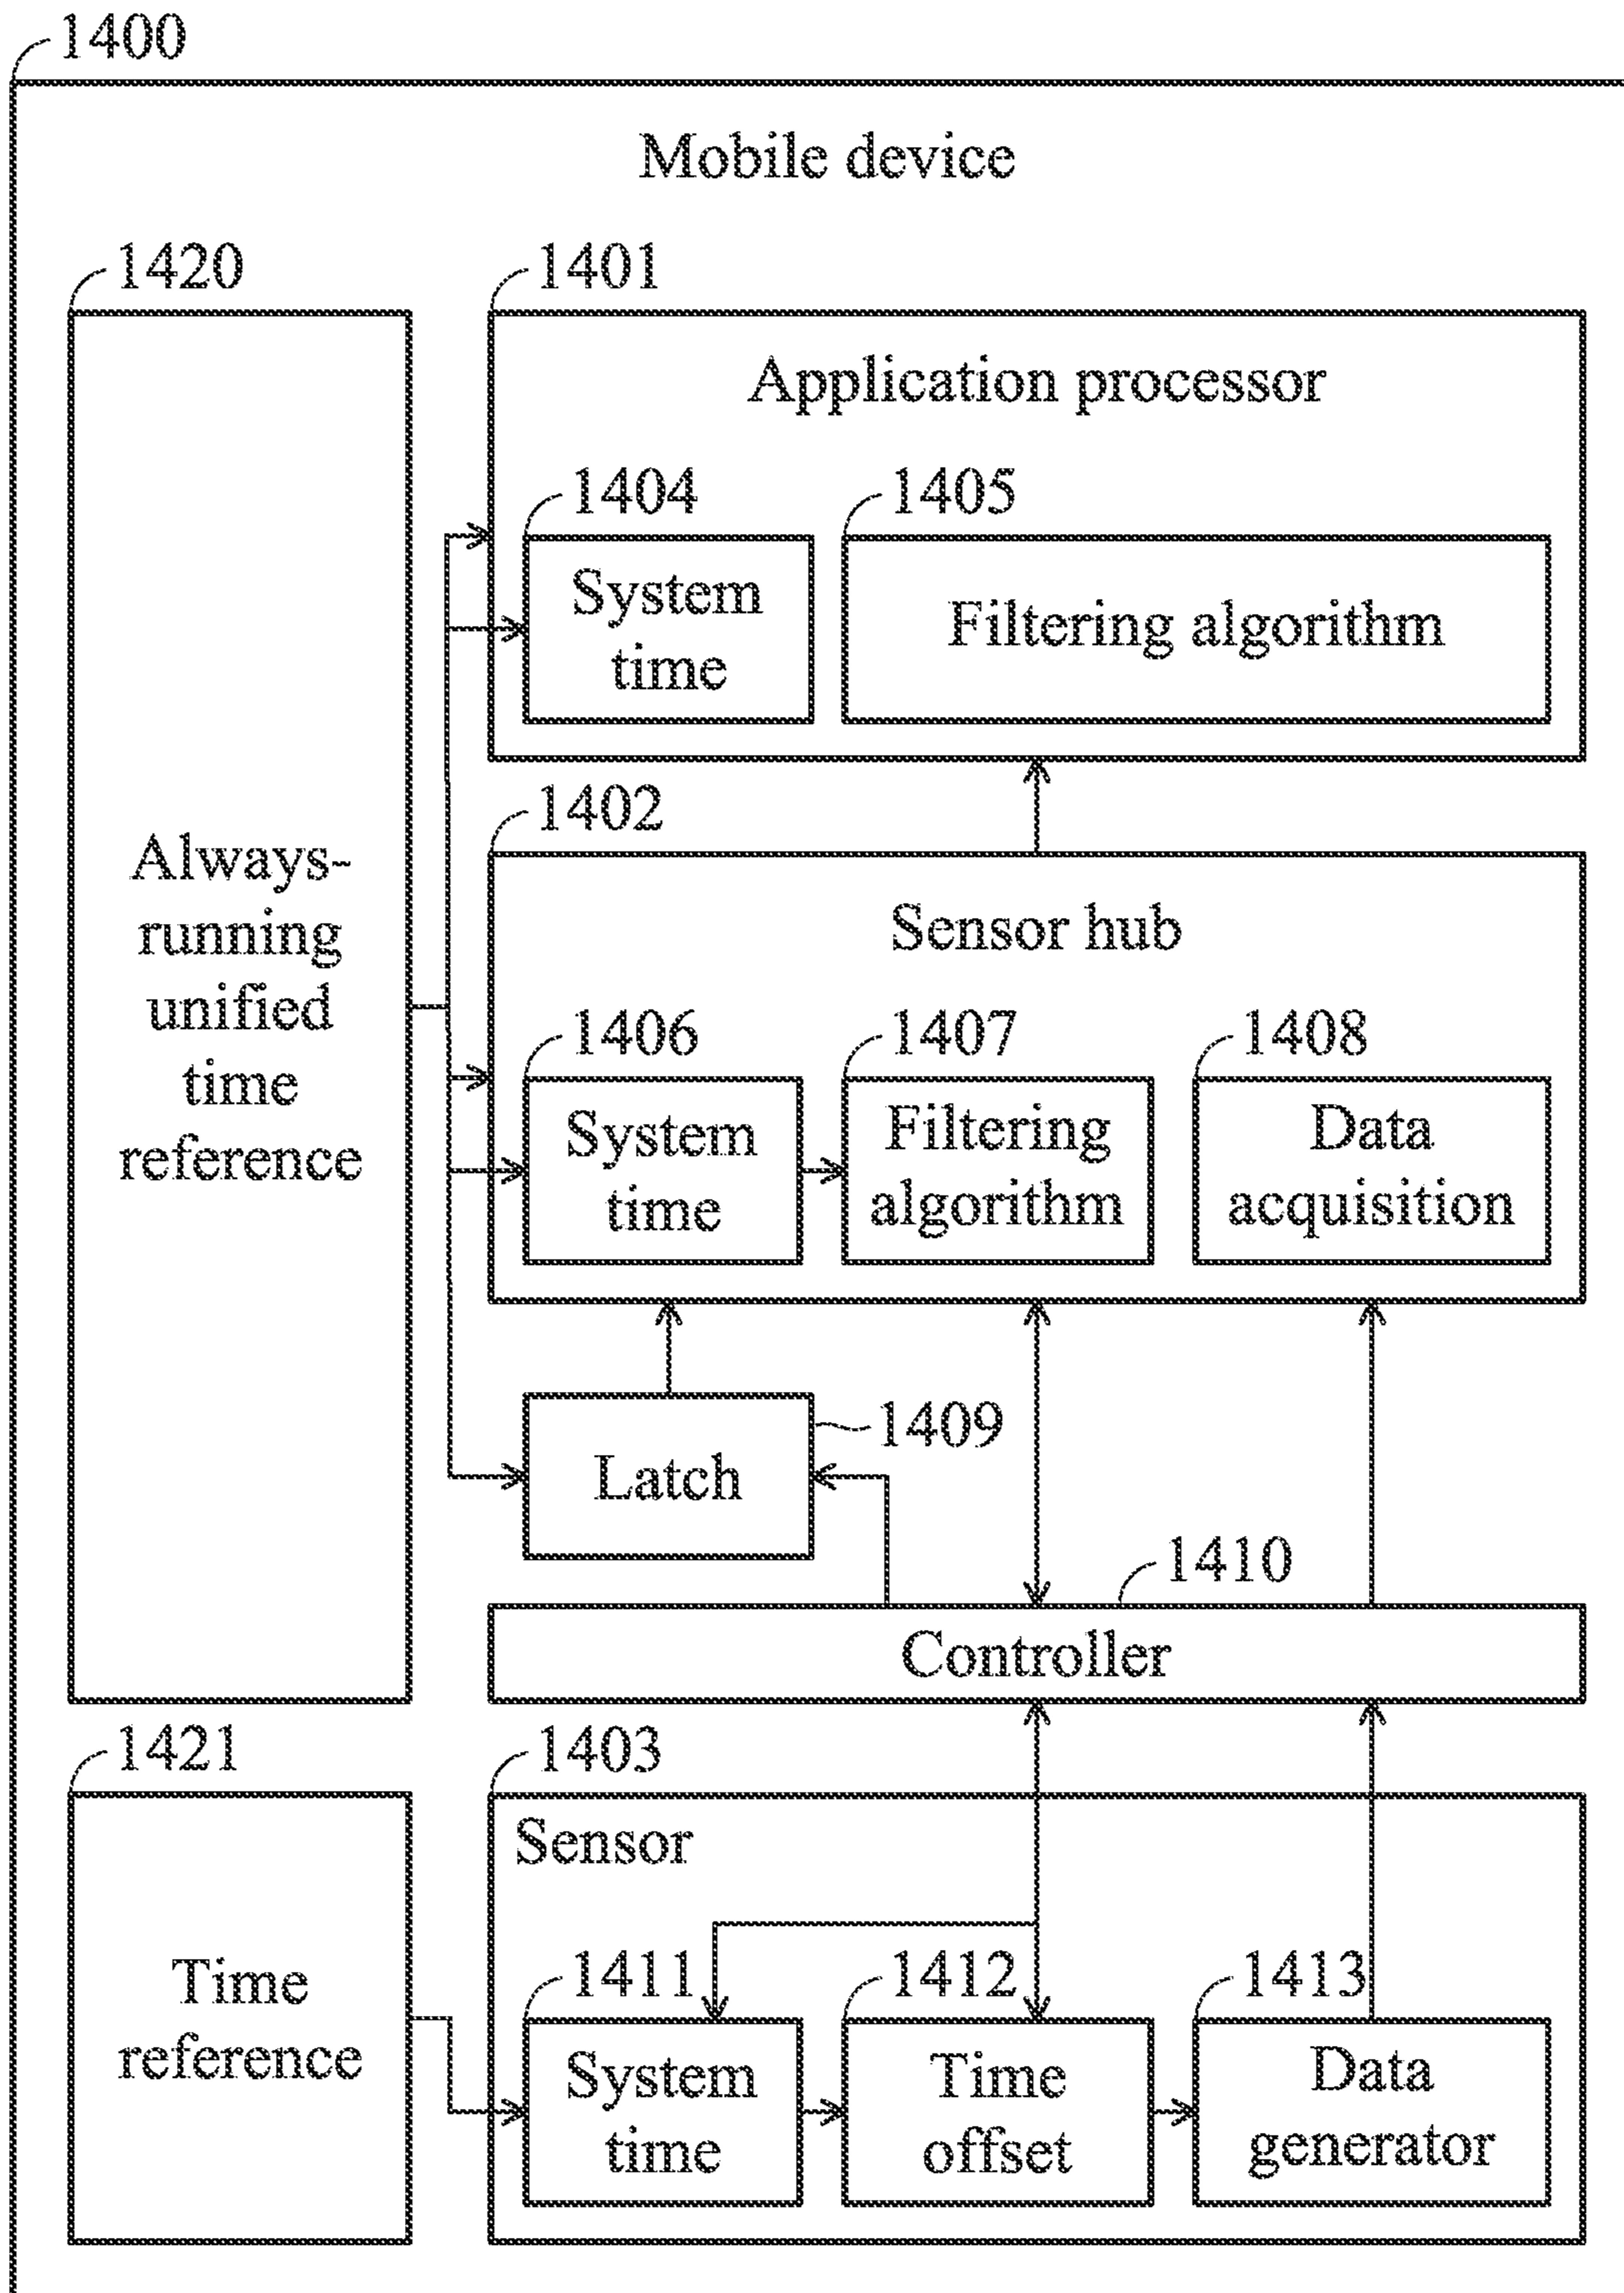 1400
Mobile device
1420
1401
Application processor
1404
1405
System
time
Filtering algorithm
1402
Always-
running
unified
time
reference
Sensor hub
1406
1407
1408
System
time
Filtering
algorithm
Data
acquisition
1409
Latch
1410
Controller
1421
1403
Sensor
Time
reference
1411
1412
1413
System
time
Time
offset
Data
generator